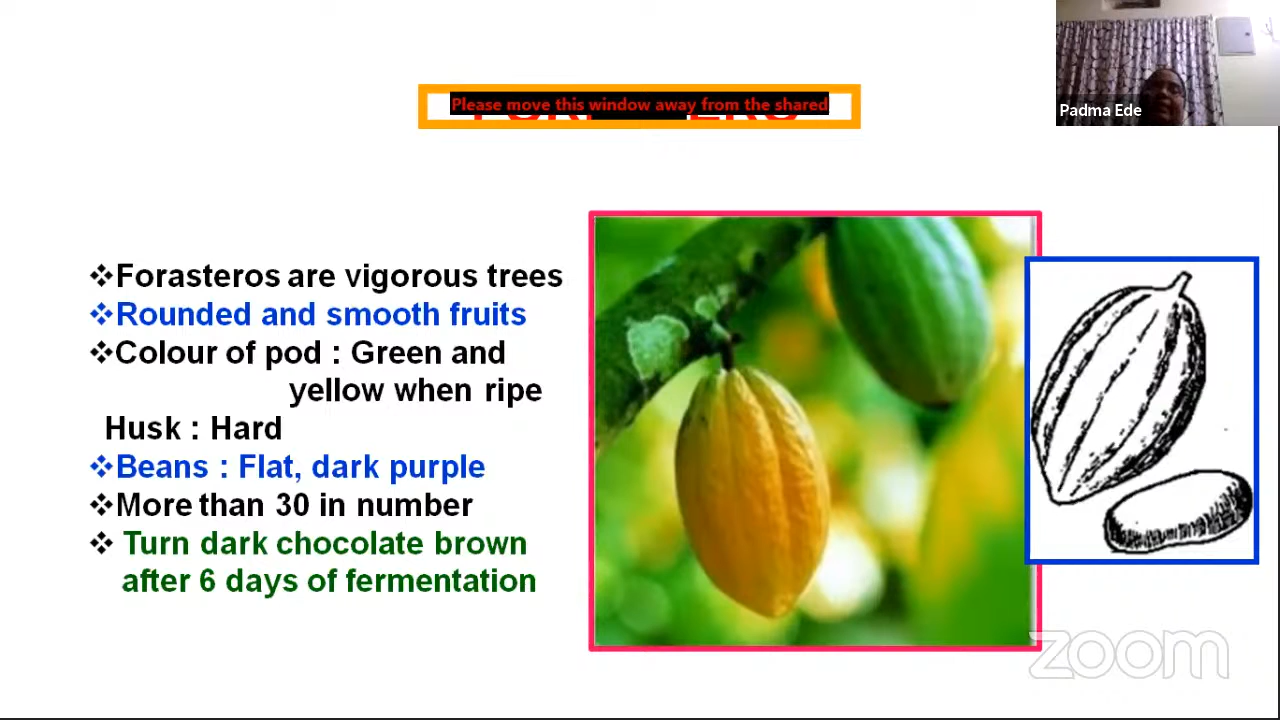 Please move this window away from the shared
Padma Ede
❖Forasteros are vigorous trees
❖Rounded and smooth fruits
❖Colour of pod : Green and
yellow when ripe
Husk : Hard
❖Beans : Flat, dark purple
❖More than 30 in number
❖ Turn dark chocolate brown
after 6 days of fermentation
zoom